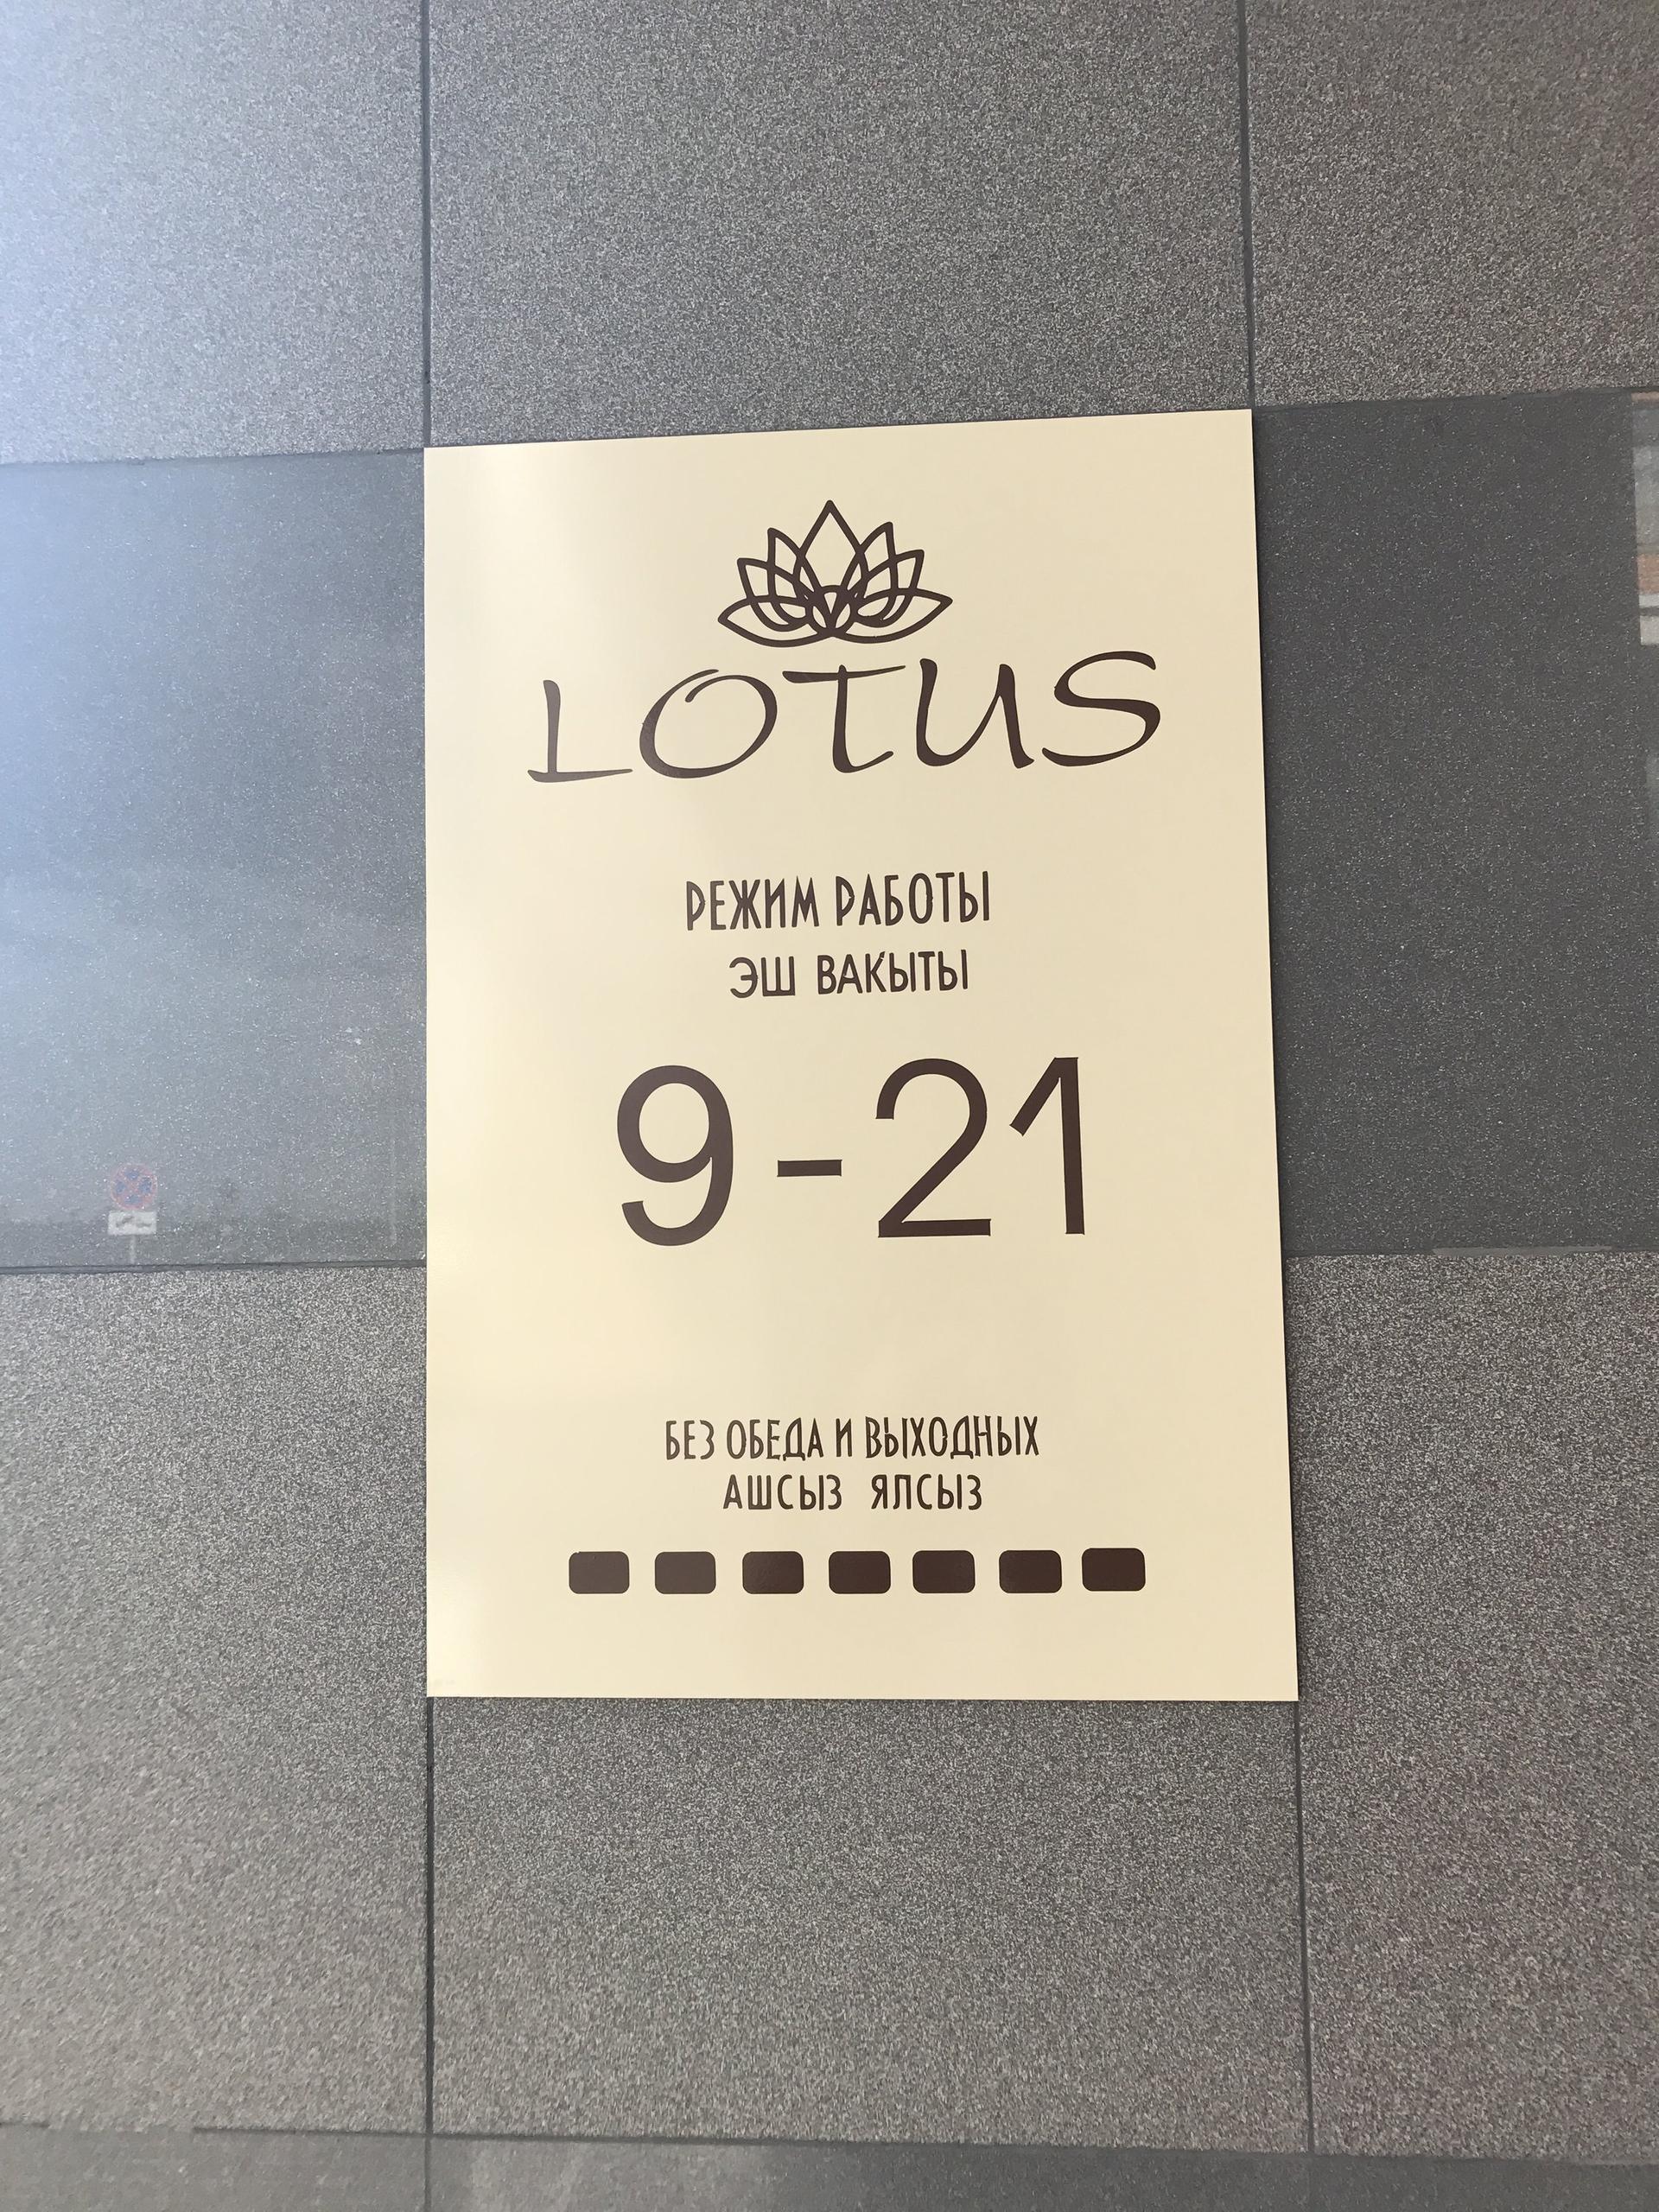 LOTUS
РЕЖИМ РАБОТЫ
ЭШ ВАКЫТЫ
9-21
БЕЗ ОБЕДА И ВЫХОДНЫХ
АШСЫЗ ЯЛСЫЗ